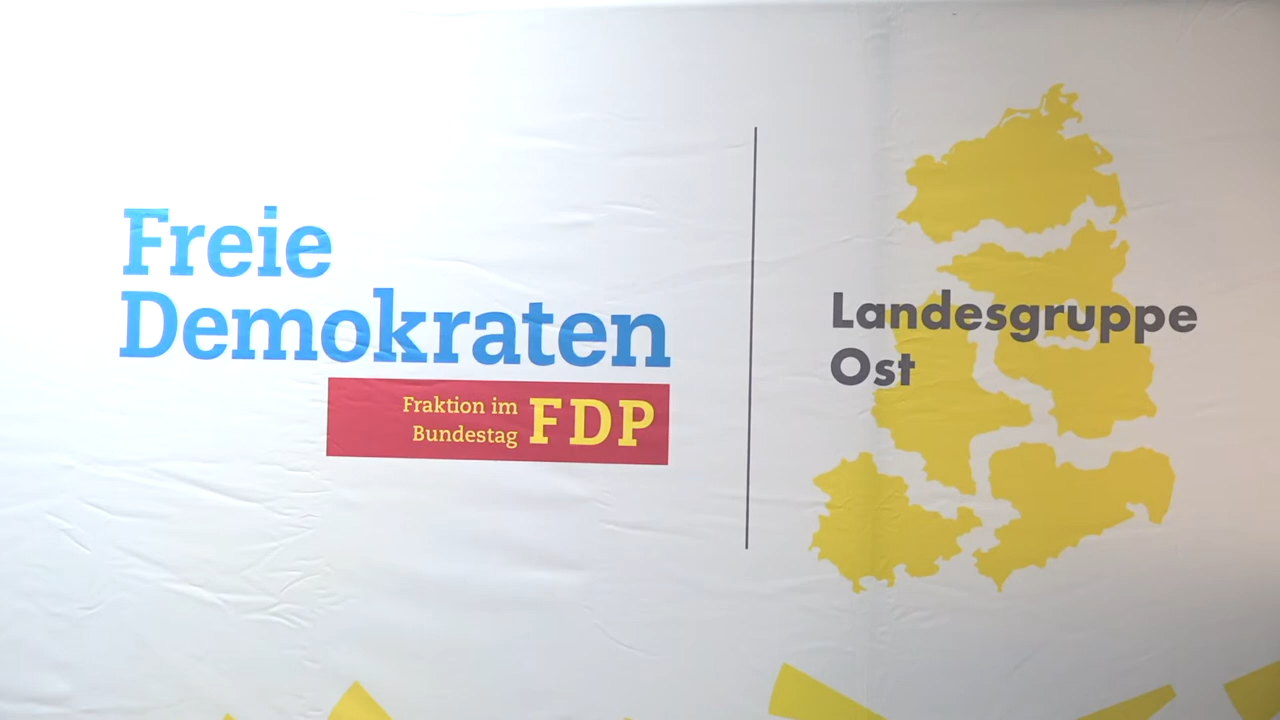 Freie
Demokraten
Fraktion im
Bundestag
FDP
Landesgruppe
Ost